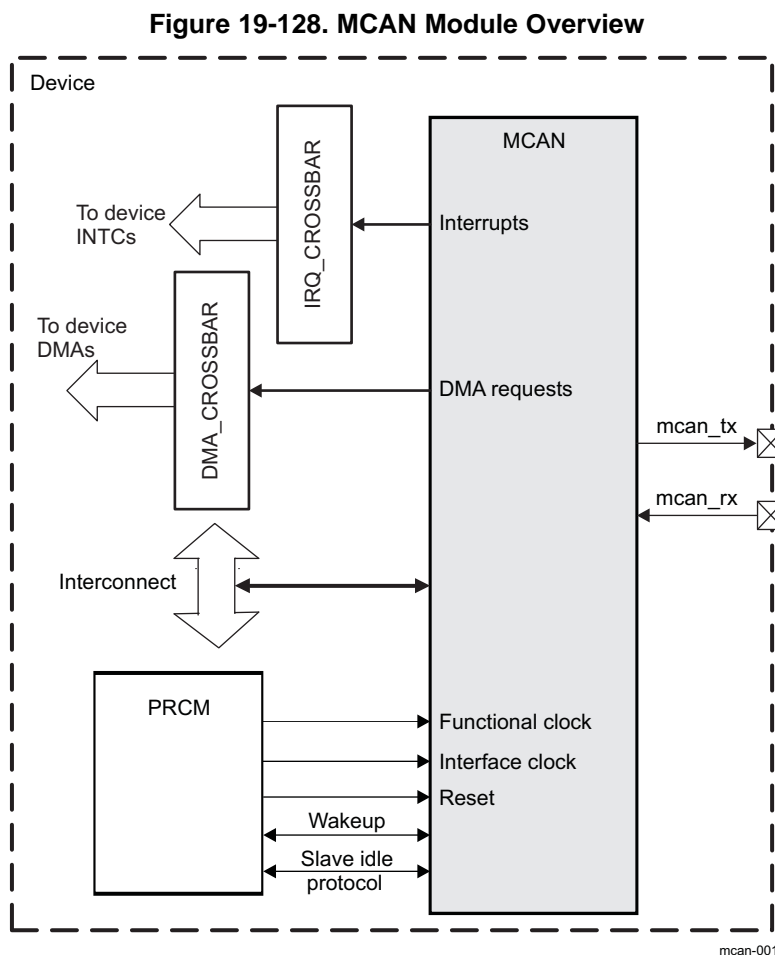 Figure 19-128. MCAN Module Overview
Device
MCAN
IRQ_CROSSBAR
To device
INTCs
Interrupts
DMA_CROSSBAR
To device
DMAs
DMA requests
mcan_tx
mcan_rx
Interconnect
PRCM
Functional clock
Interface clock
Reset
Wakeup
Slave idle
protocol
mcan-001